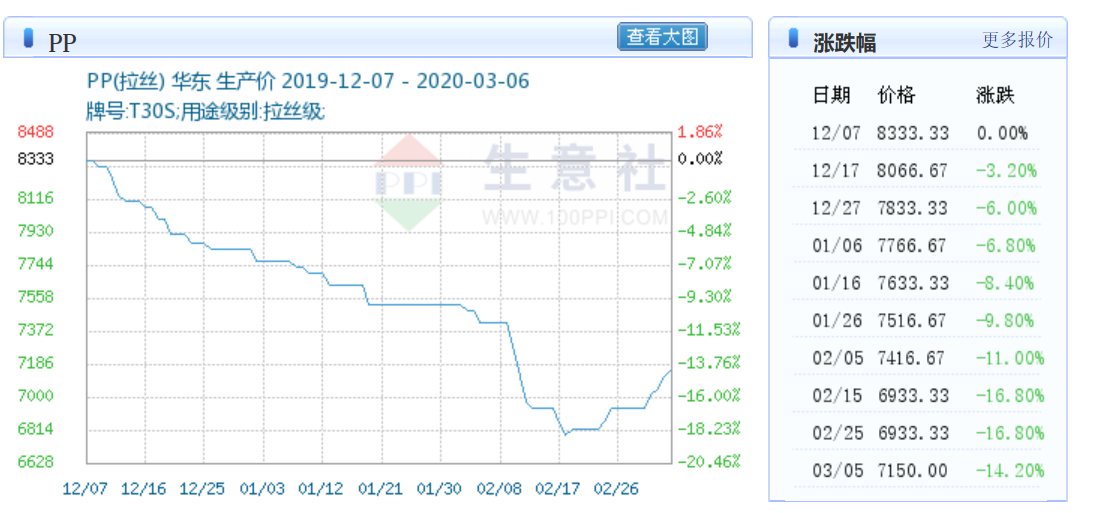 PP
查看大图
PP(拉丝) 华东 生产价 2019-12-07 - 2020-03-06
牌号:T30S;用途级别:拉丝级;
8488 1.86%
8333 0.00%
8116 -2.60%
7930 -4.84%
7744 -7.07%
7558 -9.30%
7372 -11.53%
7186 -13.76%
7000 -16.00%
6814 -18.23%
6628 -20.46%
PPI 生意社
WWW.100PPI.COM
12/07 12/16 12/25 01/03 01/12 01/21 01/30 02/08 02/17 02/26
涨跌幅 更多报价
日期 价格 涨跌
12/07 8333.33 0.00%
12/17 8066.67 -3.20%
12/27 7833.33 -6.00%
01/06 7766.67 -6.80%
01/16 7633.33 -8.40%
01/26 7516.67 -9.80%
02/05 7416.67 -11.00%
02/15 6933.33 -16.80%
02/25 6933.33 -16.80%
03/05 7150.00 -14.20%